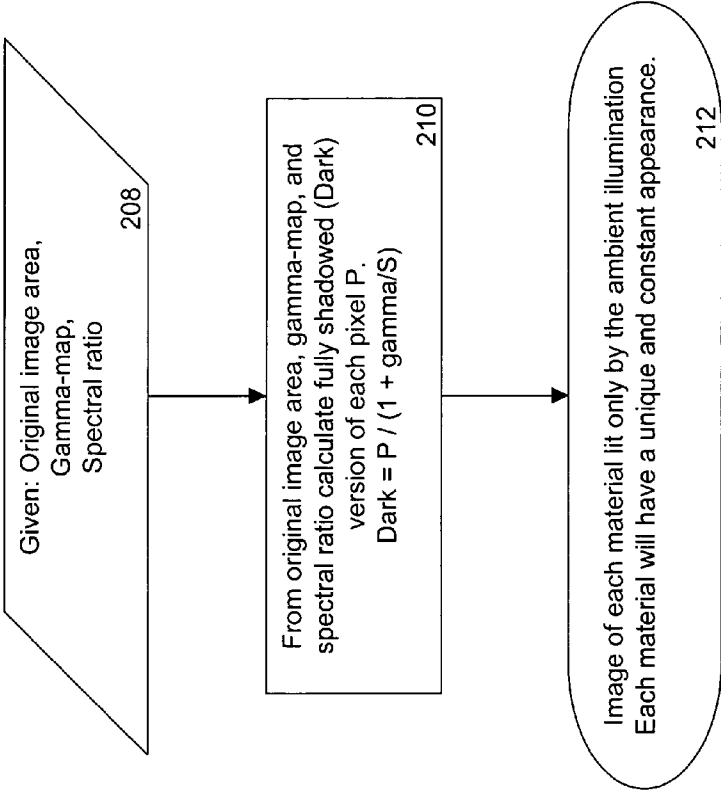 Given: Original image area,
Gamma-map,
Spectral ratio
208
From original image area, gamma-map, and
spectral ratio calculate fully shadowed (Dark)
version of each pixel P.
Dark = P / (1 + gamma/S)
210
Image of each material lit only by the ambient illumination
Each material will have a unique and constant appearance.
212